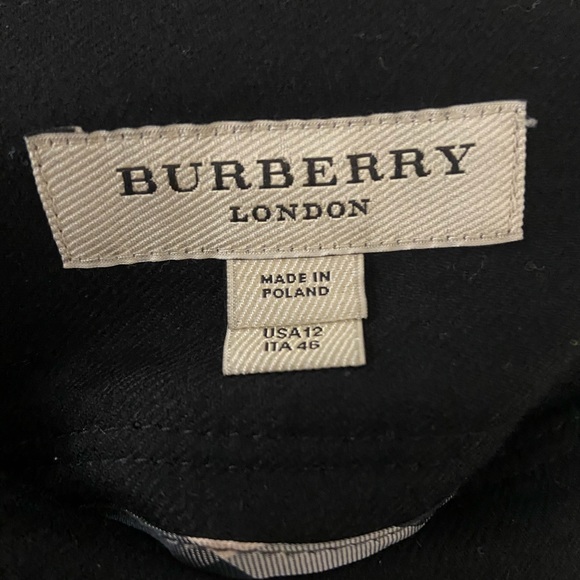 BURBERRY
LONDON
MADE IN
POLAND
USA 12
ITA 46